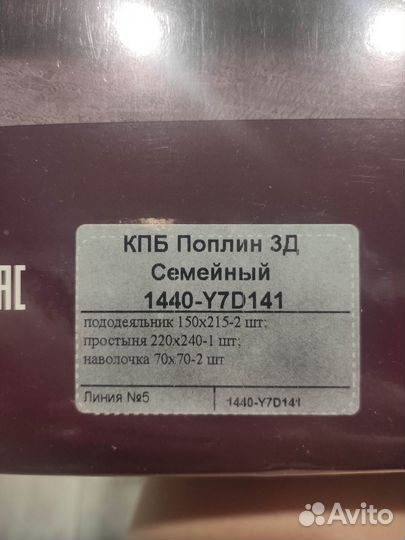 КПБ Поплин 3Д
Семейный
1440-Y7D141
пододеяльник 150х215-2 шт;
простыня 220х240-1 шт;
наволочка 70х70-2 шт
Линия №5
1440-Y7D141
Avito